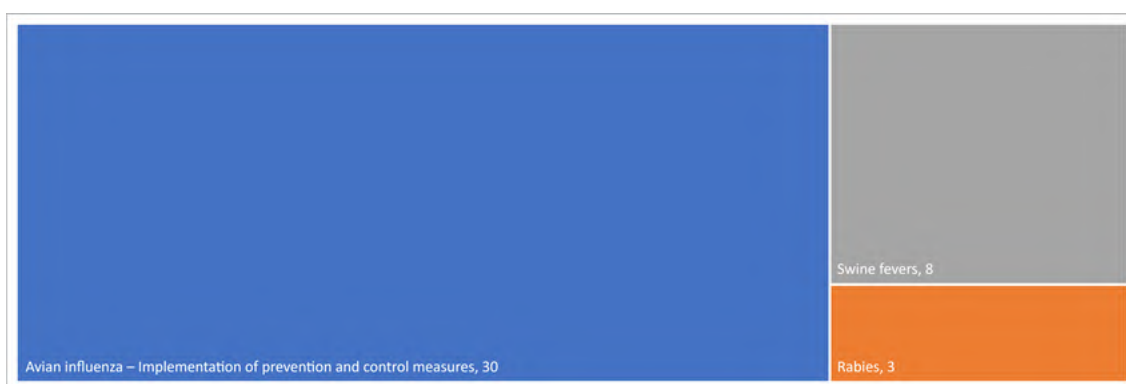 Swine fevers, 8
Avian influenza – Implementation of prevention and control measures, 30
Rabies, 3